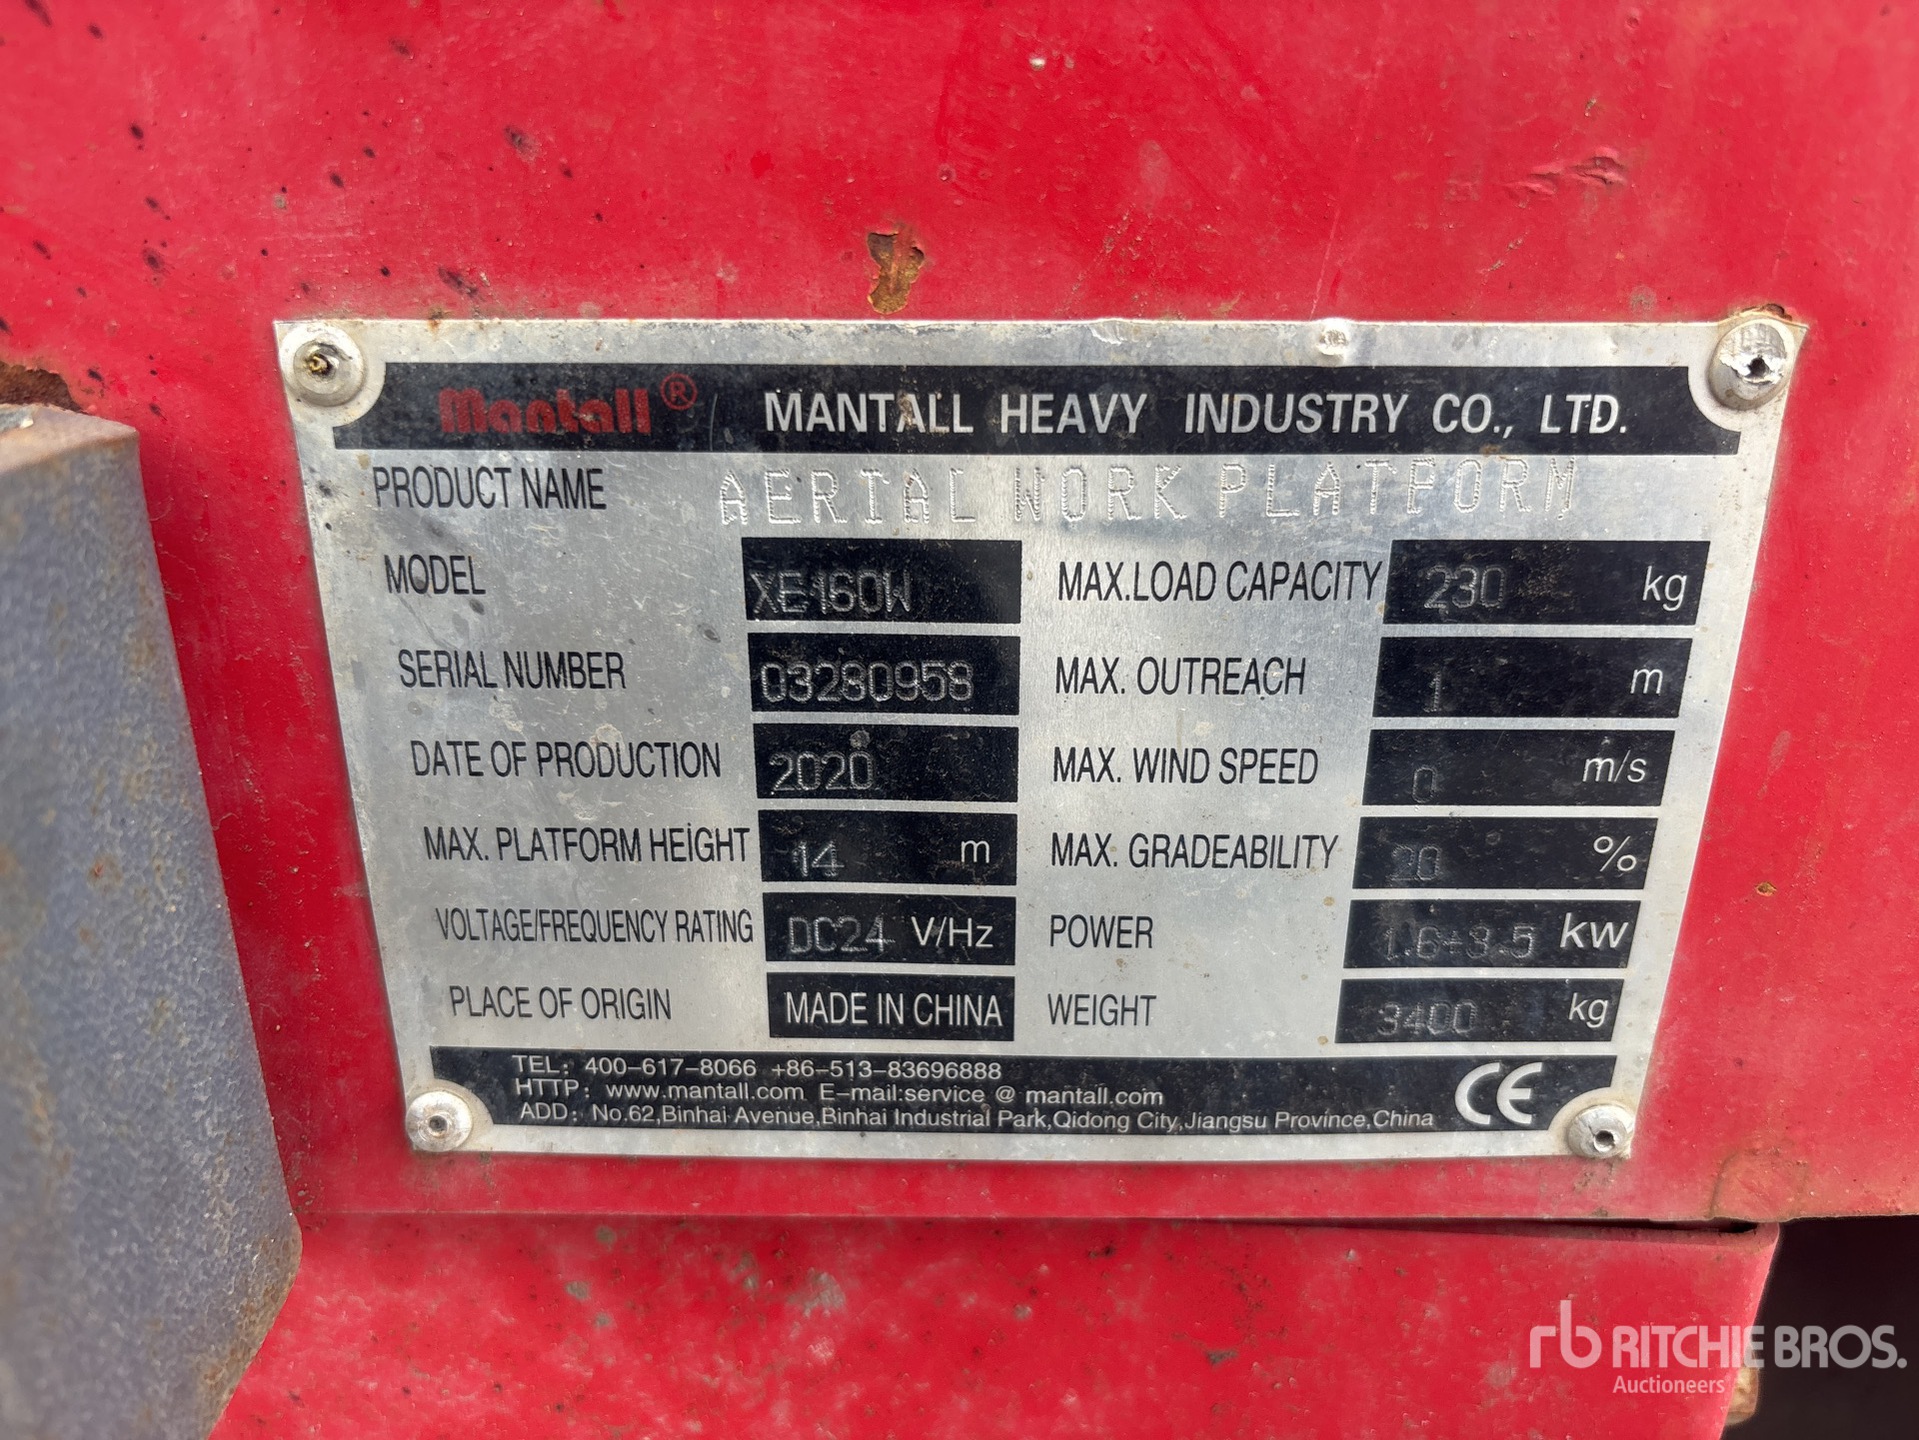 Mantall® MANTALL HEAVY INDUSTRY CO., LTD.
PRODUCT NAME AERIAL WORK PLATFORM
MODEL XE160W MAX.LOAD CAPACITY 230 kg
SERIAL NUMBER 03280958 MAX. OUTREACH 1 m
DATE OF PRODUCTION 2020 MAX. WIND SPEED 0 m/s
MAX. PLATFORM HEIGHT 14 m MAX. GRADEABILITY 20 %
VOLTAGE/FREQUENCY RATING DC24 V/Hz POWER 1.6+3.5 kw
PLACE OF ORIGIN MADE IN CHINA WEIGHT 3400 kg
TEL: 400-617-8066 +86-513-83696888
HTTP: www.mantall.com E-mail:service @ mantall.com
ADD: No.62,Binhai Avenue,Binhai Industrial Park,Qidong City,Jiangsu Province,China
CE
rb RITCHIE BROS.
Auctioneers